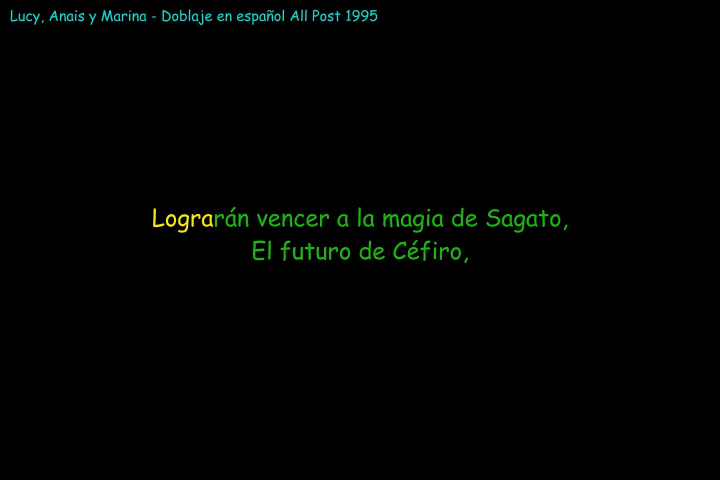 Lucy, Anais y Marina - Doblaje en español All Post 1995
Lograrán vencer a la magia de Sagato,
El futuro de Céfiro,